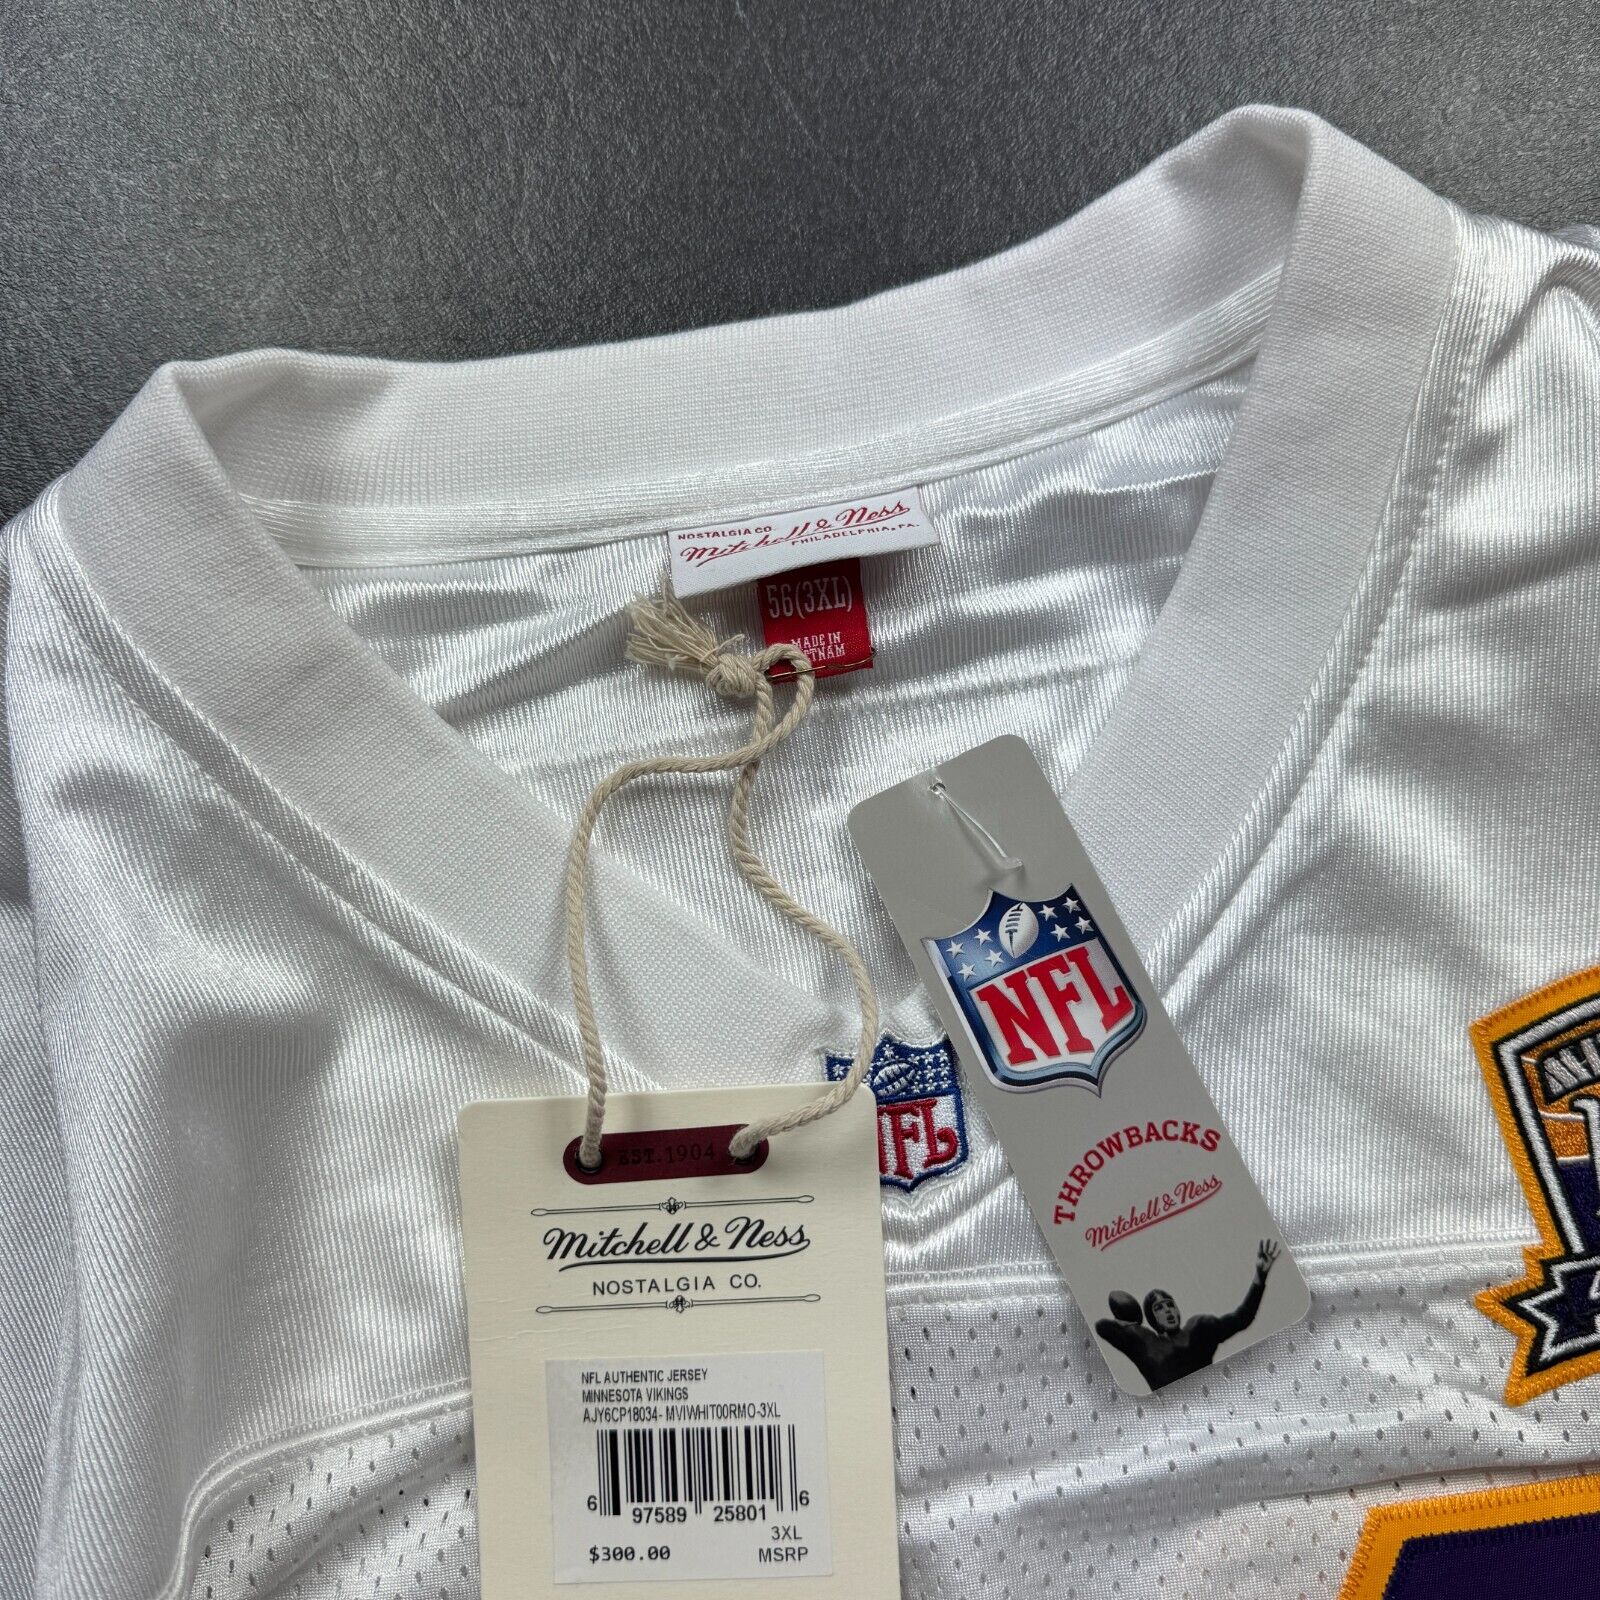 NOSTALGIA CO.
Mitchell & Ness
PHILADELPHIA, PA.
56(3XL)
MADE IN
NFL
THROWBACKS
Mitchell & Ness
NFL
EST.1904
Mitchell & Ness
NOSTALGIA CO.
NFL AUTHENTIC JERSEY
MINNESOTA VIKINGS
AJY6CP18034- MVIWHIT00RMO-3XL
6 97589 25801 6
3XL
$300.00 MSRP